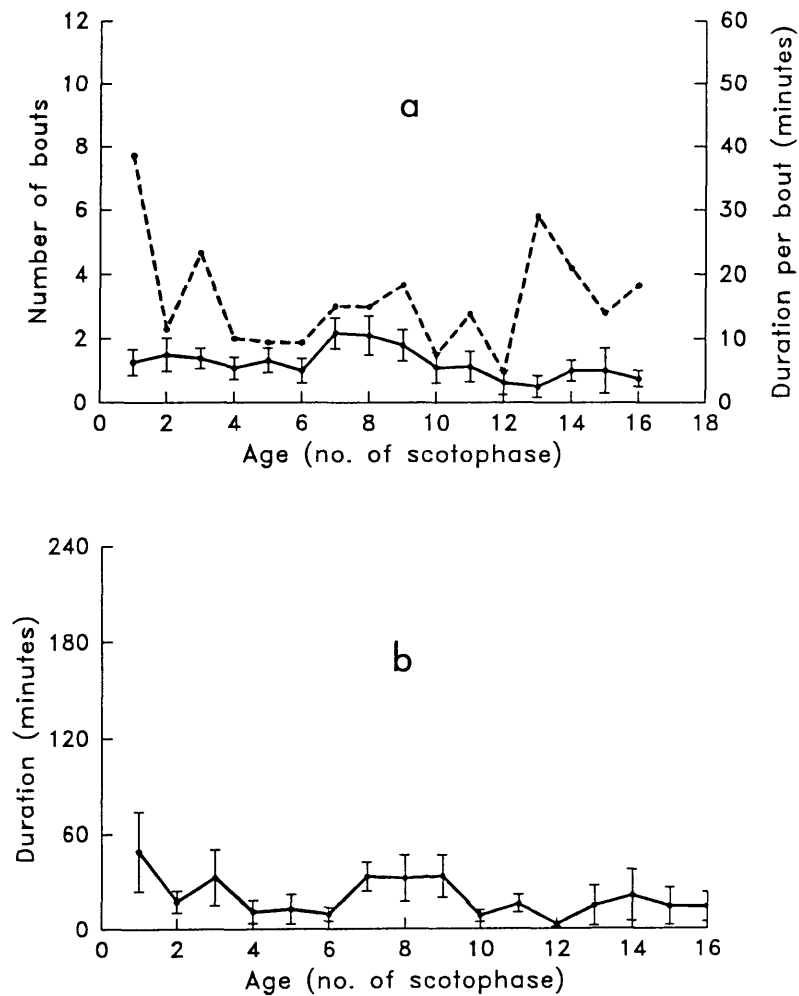 12
10
8
6
4
2
0
Number of bouts
a
60
50
40
30
20
10
0
Duration per bout (minutes)
0 2 4 6 8 10 12 14 16 18
Age (no. of scotophase)
240
180
120
60
0
Duration (minutes)
b
0 2 4 6 8 10 12 14 16
Age (no. of scotophase)